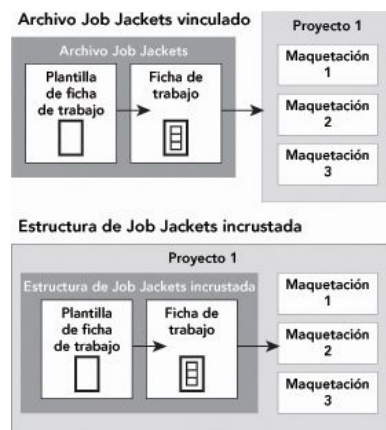 Archivo Job Jackets vinculado
Proyecto 1
Archivo Job Jackets
Plantilla
de ficha
de trabajo
Ficha de
trabajo
Maquetación
1
Maquetación
2
Maquetación
3
Estructura de Job Jackets incrustada
Proyecto 1
Estructura de Job Jackets incrustada
Plantilla
de ficha
de trabajo
Ficha de
trabajo
Maquetación
1
Maquetación
2
Maquetación
3